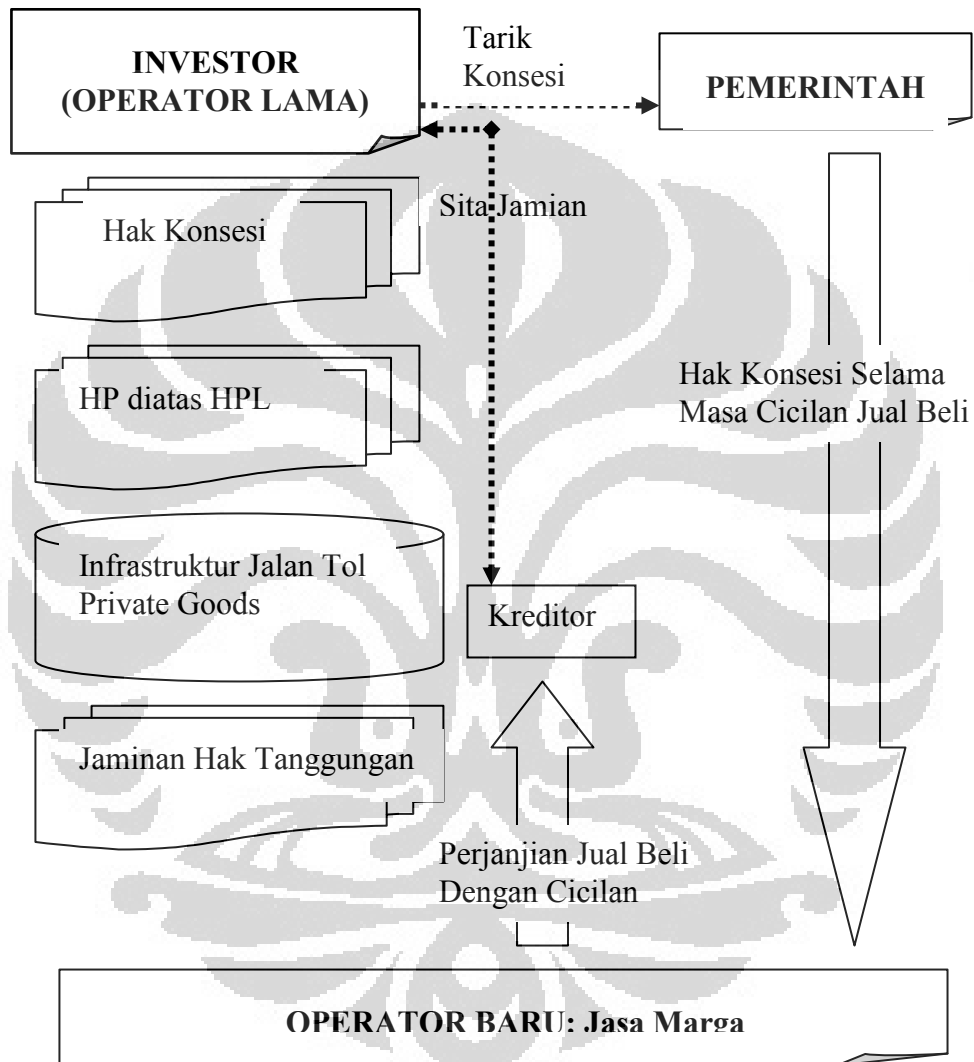 INVESTOR
(OPERATOR LAMA)
Tarik
Konsesi
PEMERINTAH
Hak Konsesi
Sita Jamian
HP diatas HPL
Hak Konsesi Selama
Masa Cicilan Jual Beli
Infrastruktur Jalan Tol
Private Goods
Kreditor
Jaminan Hak Tanggungan
Perjanjian Jual Beli
Dengan Cicilan
OPERATOR BARU: Jasa Marga